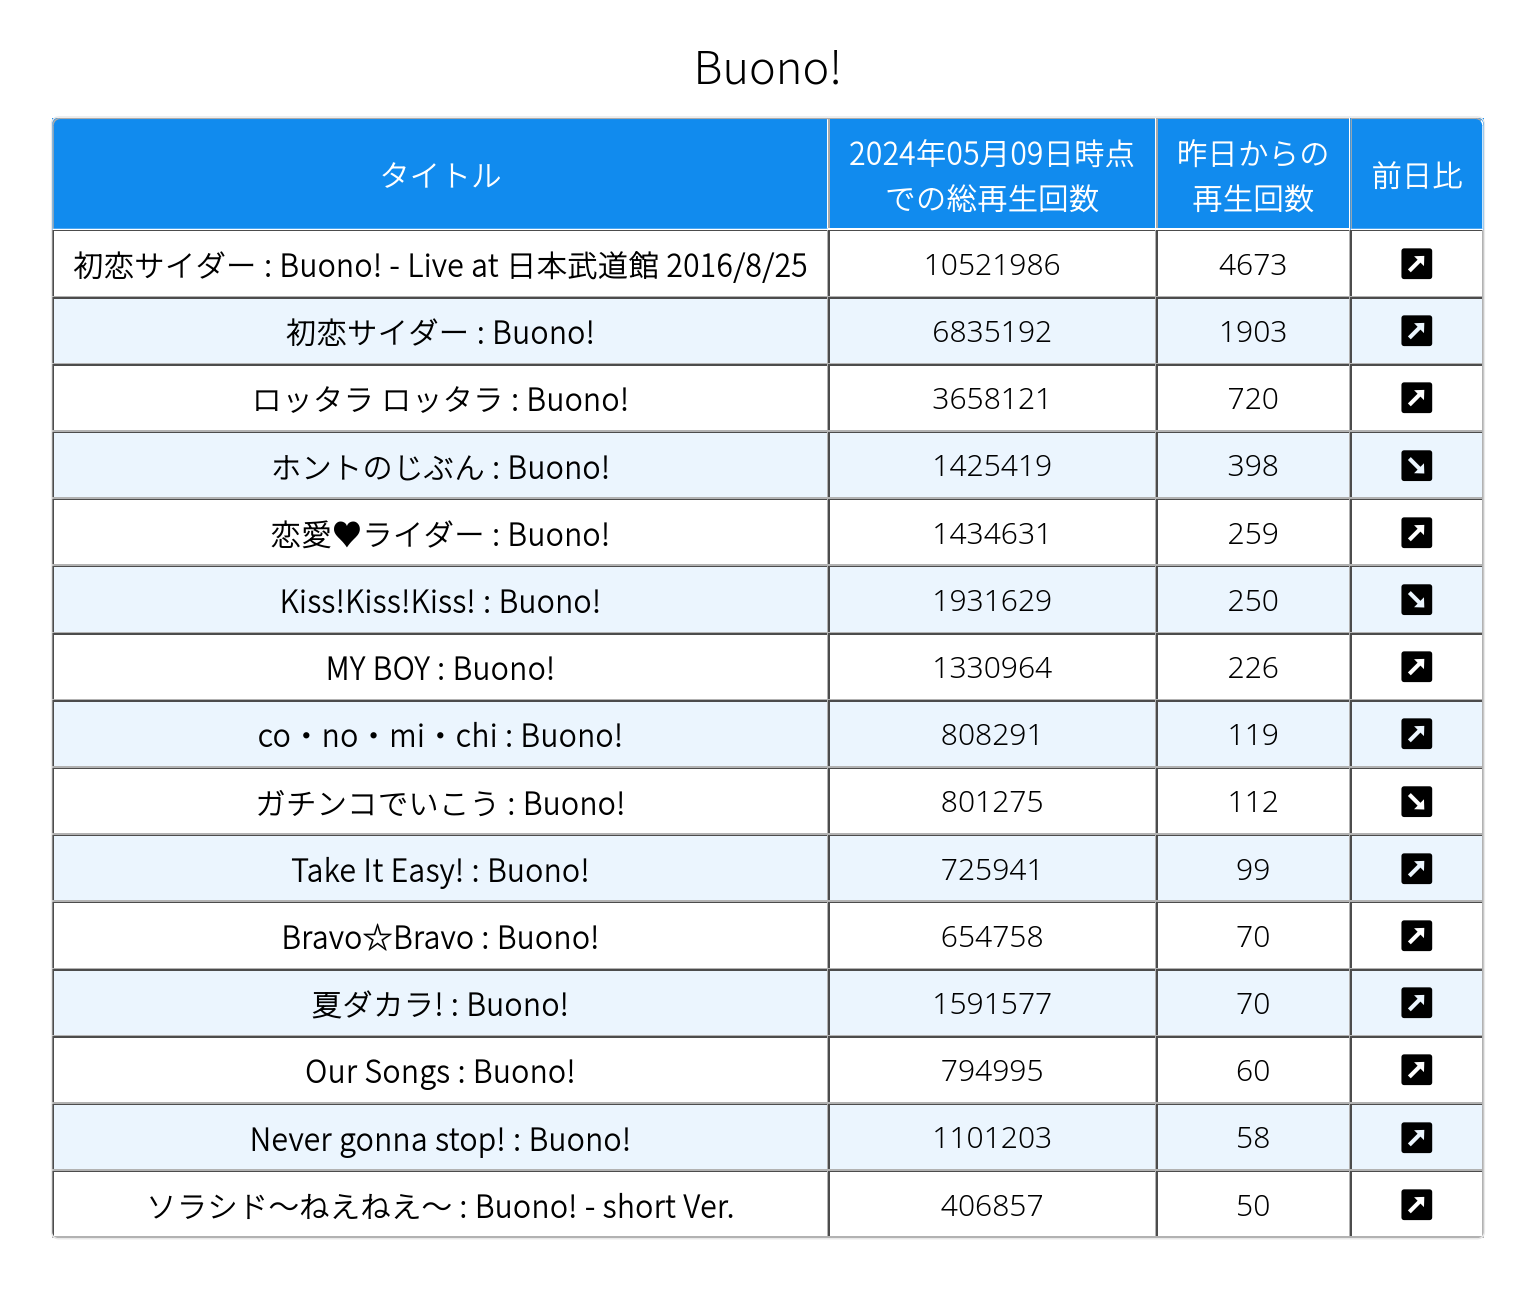 Buono!
タイトル 2024年05月09日時点での総再生回数 昨日からの再生回数 前日比
初恋サイダー : Buono! - Live at 日本武道館 2016/8/25 10521986 4673 ↗
初恋サイダー : Buono! 6835192 1903 ↗
ロッタラ ロッタラ : Buono! 3658121 720 ↗
ホントのじぶん : Buono! 1425419 398 ↘
恋愛♥ライダー : Buono! 1434631 259 ↗
Kiss!Kiss!Kiss! : Buono! 1931629 250 ↘
MY BOY : Buono! 1330964 226 ↗
co・no・mi・chi : Buono! 808291 119 ↗
ガチンコでいこう : Buono! 801275 112 ↘
Take It Easy! : Buono! 725941 99 ↗
Bravo☆Bravo : Buono! 654758 70 ↗
夏ダカラ! : Buono! 1591577 70 ↗
Our Songs : Buono! 794995 60 ↗
Never gonna stop! : Buono! 1101203 58 ↗
ソラシド〜ねえねえ〜 : Buono! - short Ver. 406857 50 ↗